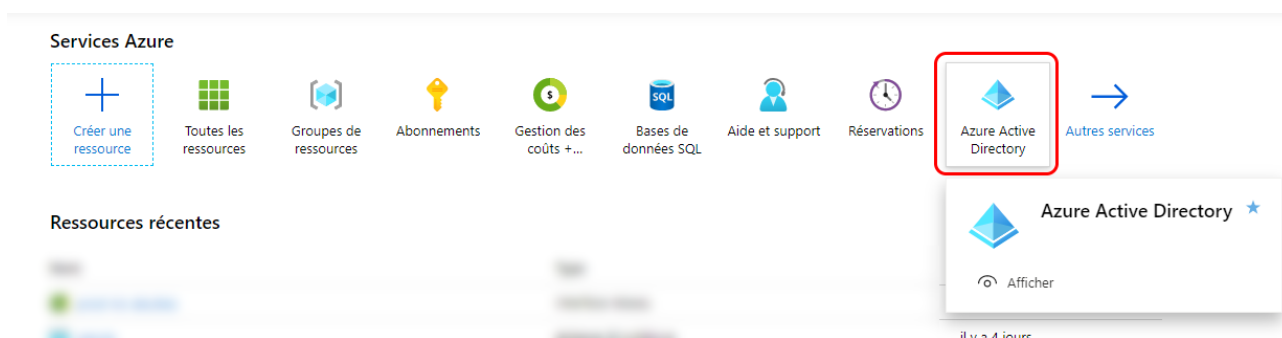 Services Azure
Créer une
ressource
Toutes les
ressources
Groupes de
ressources
Abonnements
Gestion des
coûts +...
SQL
Bases de
données SQL
Aide et support
Réservations
Azure Active
Directory
Autres services
Azure Active Directory
Afficher
Ressources récentes
il y a 4 jours